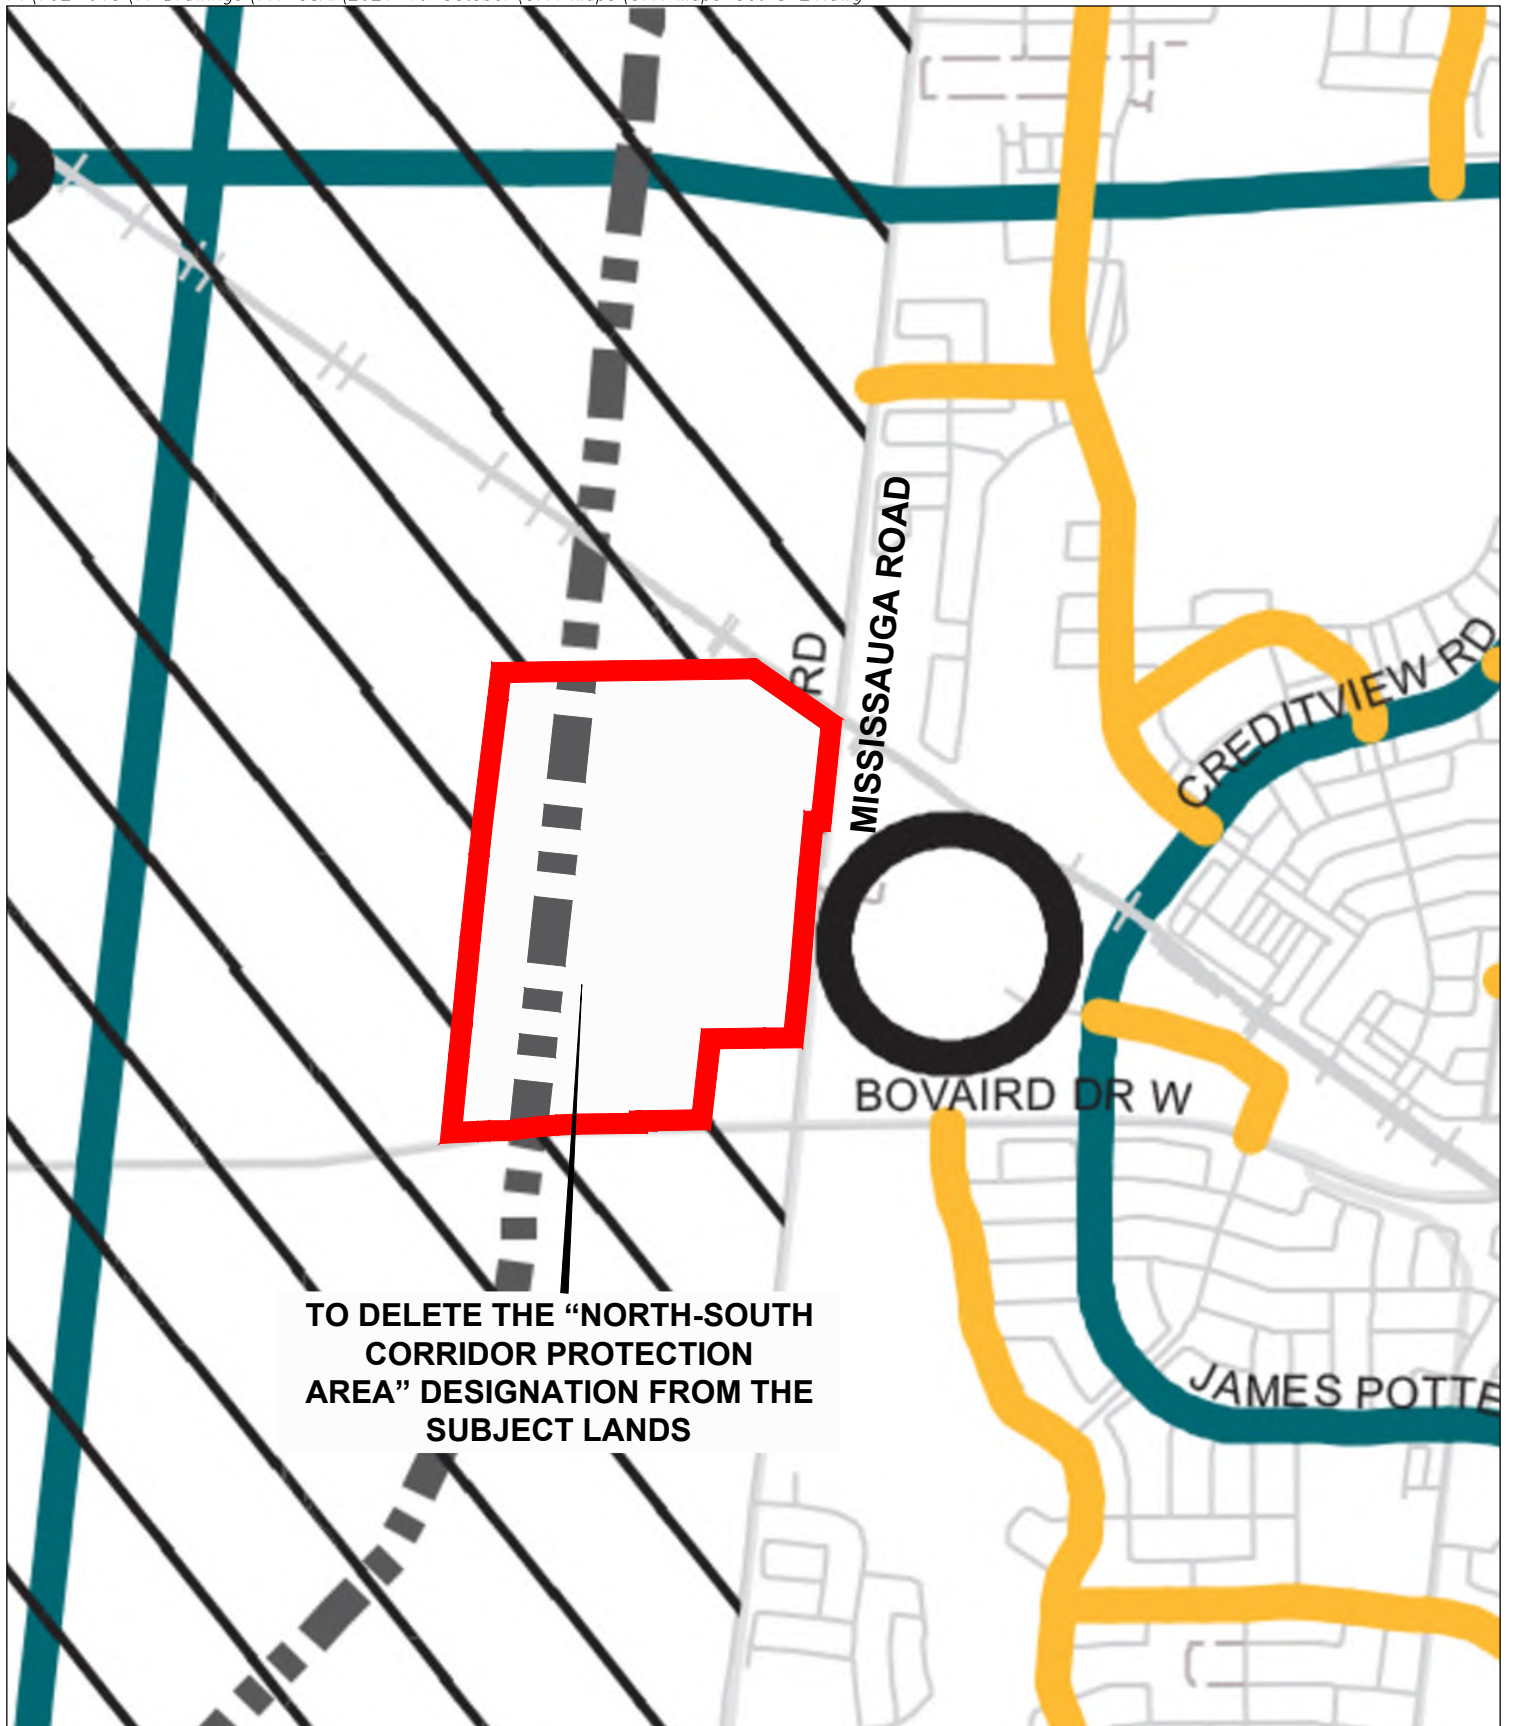 RD
MISSISSAUGA ROAD
CREDITVIEW RD
BOVAIRD DR W
TO DELETE THE “NORTH-SOUTH
CORRIDOR PROTECTION
AREA” DESIGNATION FROM THE
SUBJECT LANDS
JAMES POTTE